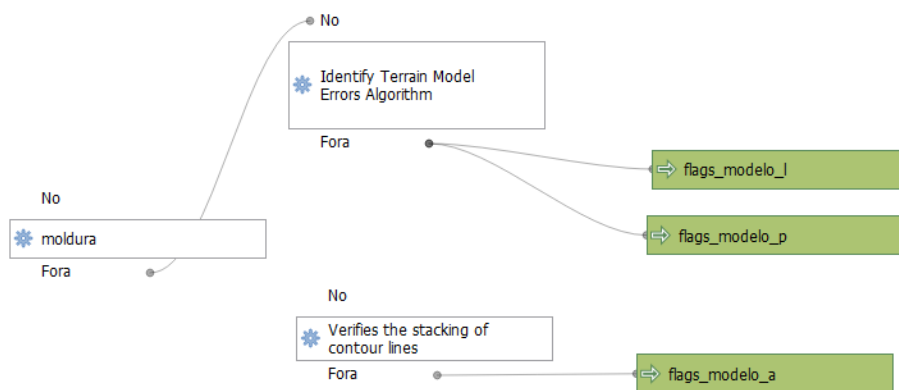 No
Identify Terrain Model
Errors Algorithm
Fora
flags_modelo_l
No
flags_modelo_p
moldura
Fora
No
Verifies the stacking of
contour lines
Fora
flags_modelo_a